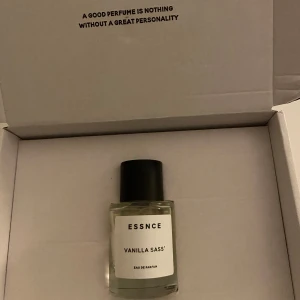 A GOOD PERFUME IS NOTHING
WITHOUT A GREAT PERSONALITY
ESSNCE
VANILLA SASS
EAU DE PARFUM